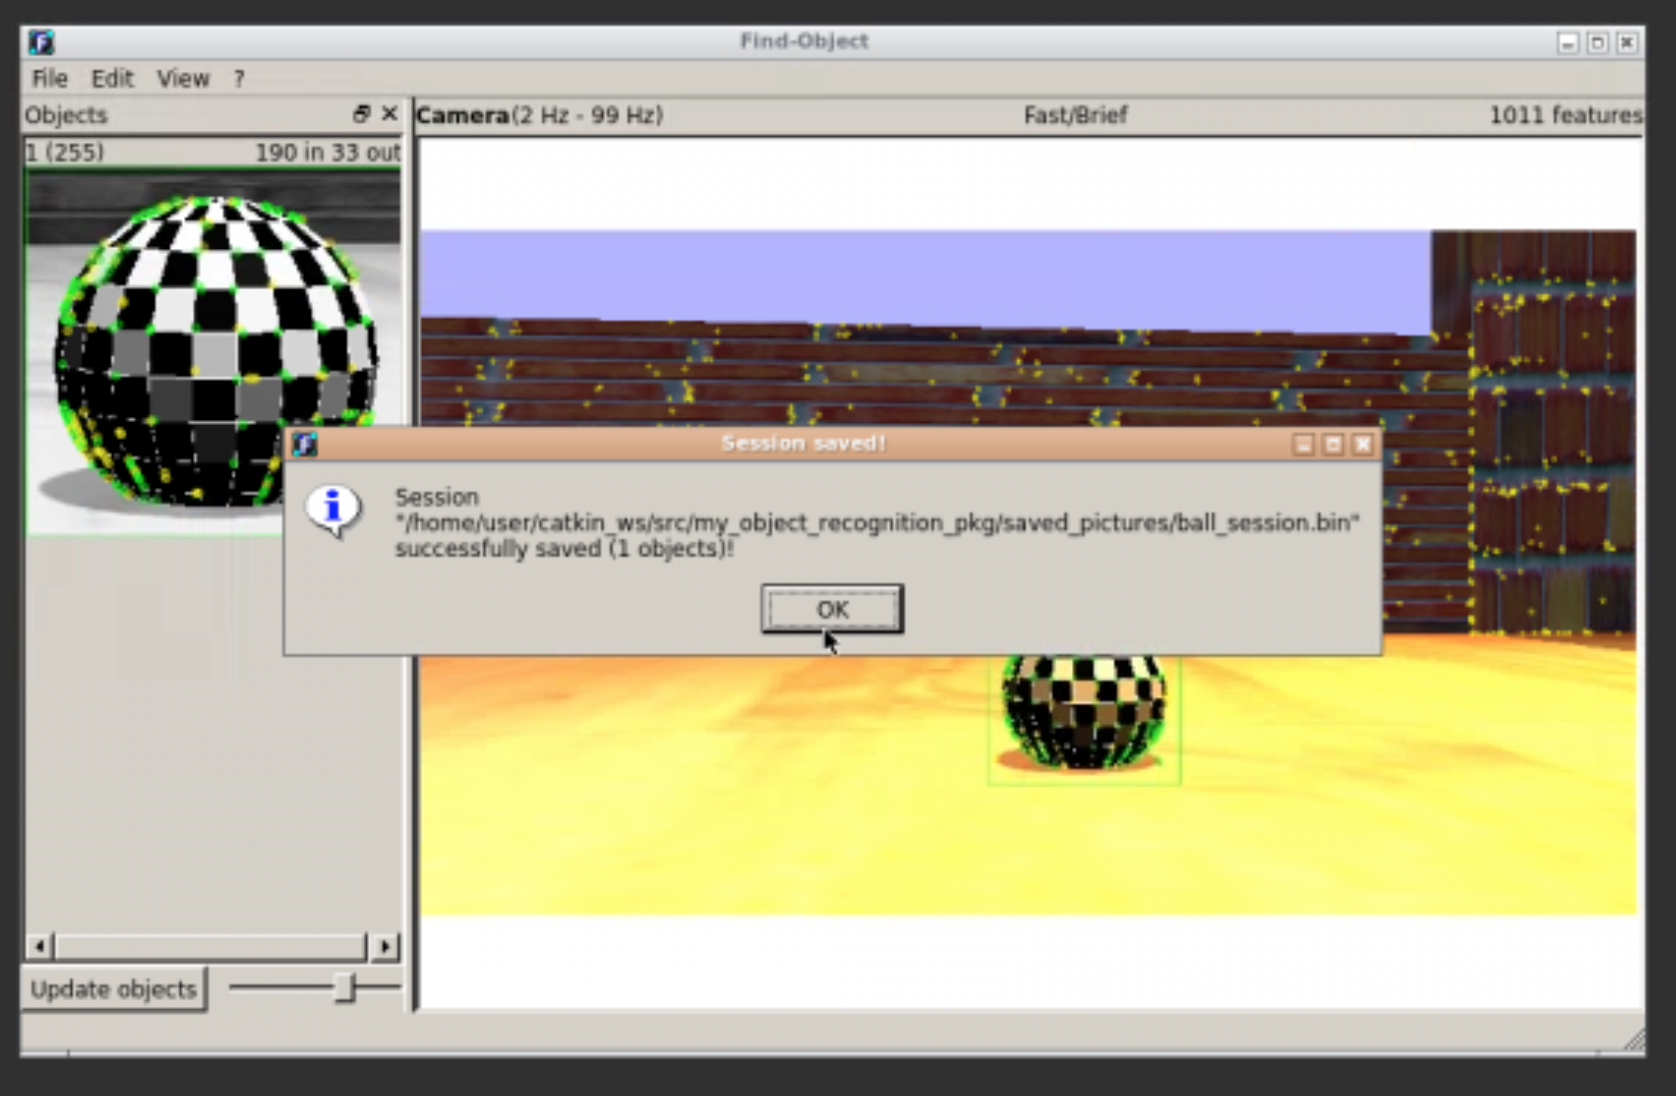 Find-Object
File Edit View ?
Objects
Camera(2 Hz - 99 Hz) Fast/Brief 1011 features
1 (255) 190 in 33 out
Session saved!
Session
"/home/user/catkin_ws/src/my_object_recognition_pkg/saved_pictures/ball_session.bin"
successfully saved (1 objects)!
OK
Update objects